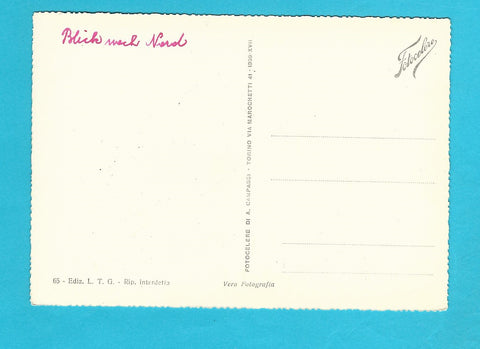 Blick nach Nord
Fotocelere
FOTOCELERE DI A. CAMPASSI - TORINO VIA MAROCHETTI 41, 1939 XVII
65 - Ediz. L. T. G. - Rip. interdetta
Vera Fotografia